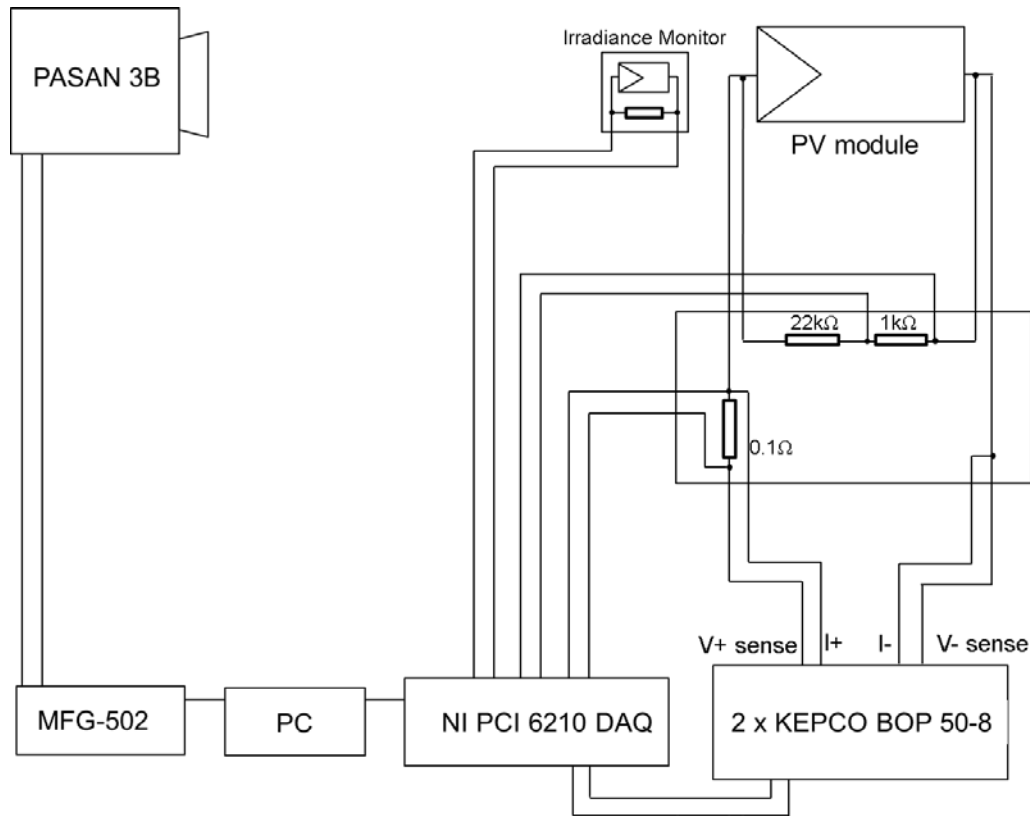 Irradiance Monitor
PASAN 3B
PV module
22kΩ
1kΩ
0.1Ω
V+ sense
I+
I-
V- sense
MFG-502
PC
NI PCI 6210 DAQ
2 x KEPCO BOP 50-8